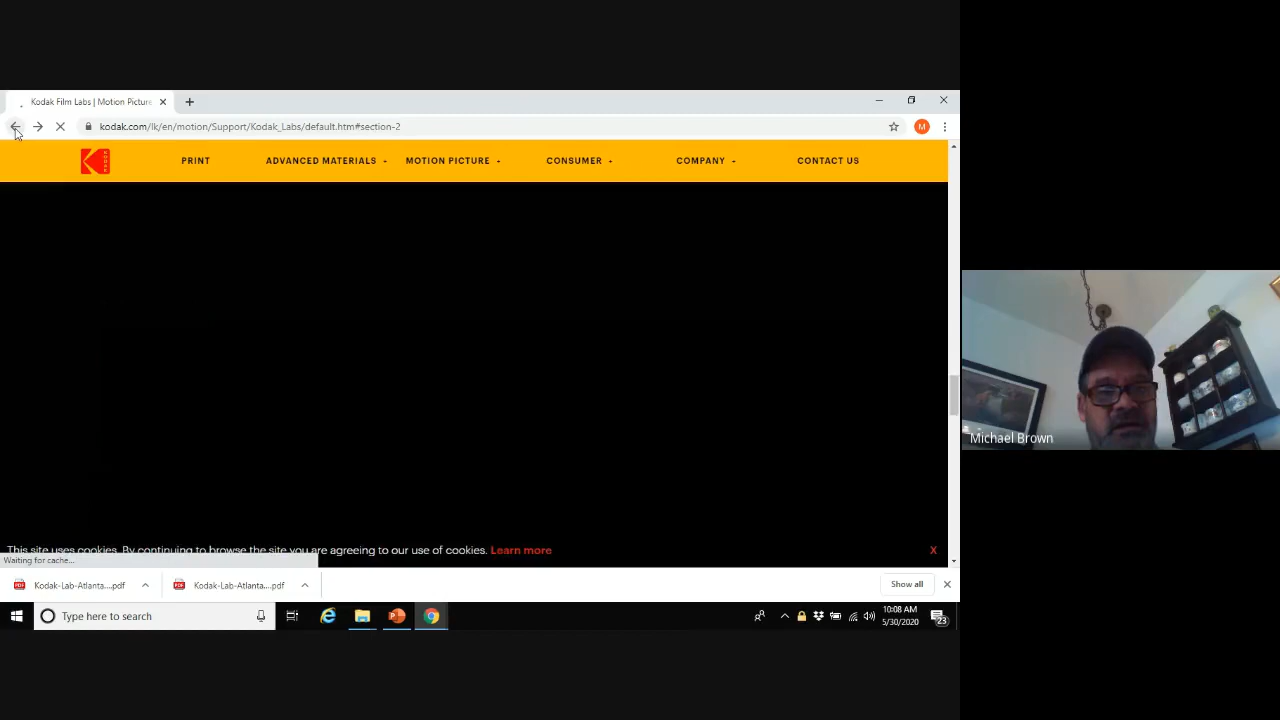 Kodak Film Labs | Motion Picture
kodak.com/lk/en/motion/Support/Kodak_Labs/default.htm#section-2
M
KODAK
PRINT
ADVANCED MATERIALS
MOTION PICTURE
CONSUMER
COMPANY
CONTACT US
This site uses cookies. By continuing to browse the site you are agreeing to our use of cookies. Learn more
X
Waiting for cache...
PDF Kodak-Lab-Atlanta....pdf
PDF Kodak-Lab-Atlanta....pdf
Show all
Type here to search
10:08 AM
5/30/2020
23
Michael Brown